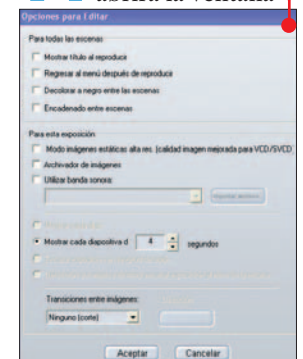 abrirá la ventana
Opciones para Editar
Para todas las escenas:
Mostrar título al reproducir
Regresar al menú después de reproducir
Decolorar a negro entre las escenas
Encadenado entre escenas
Para esta exposición
Modo imágenes estáticas alta res. (calidad imagen mejorada para VCD/SVCD
Archivador de imágenes
Utilizar banda sonora:
Mostrar cada diapositiva d 4 segundos
Transiciones entre imágenes:
Ninguno (corte)
Aceptar Cancelar